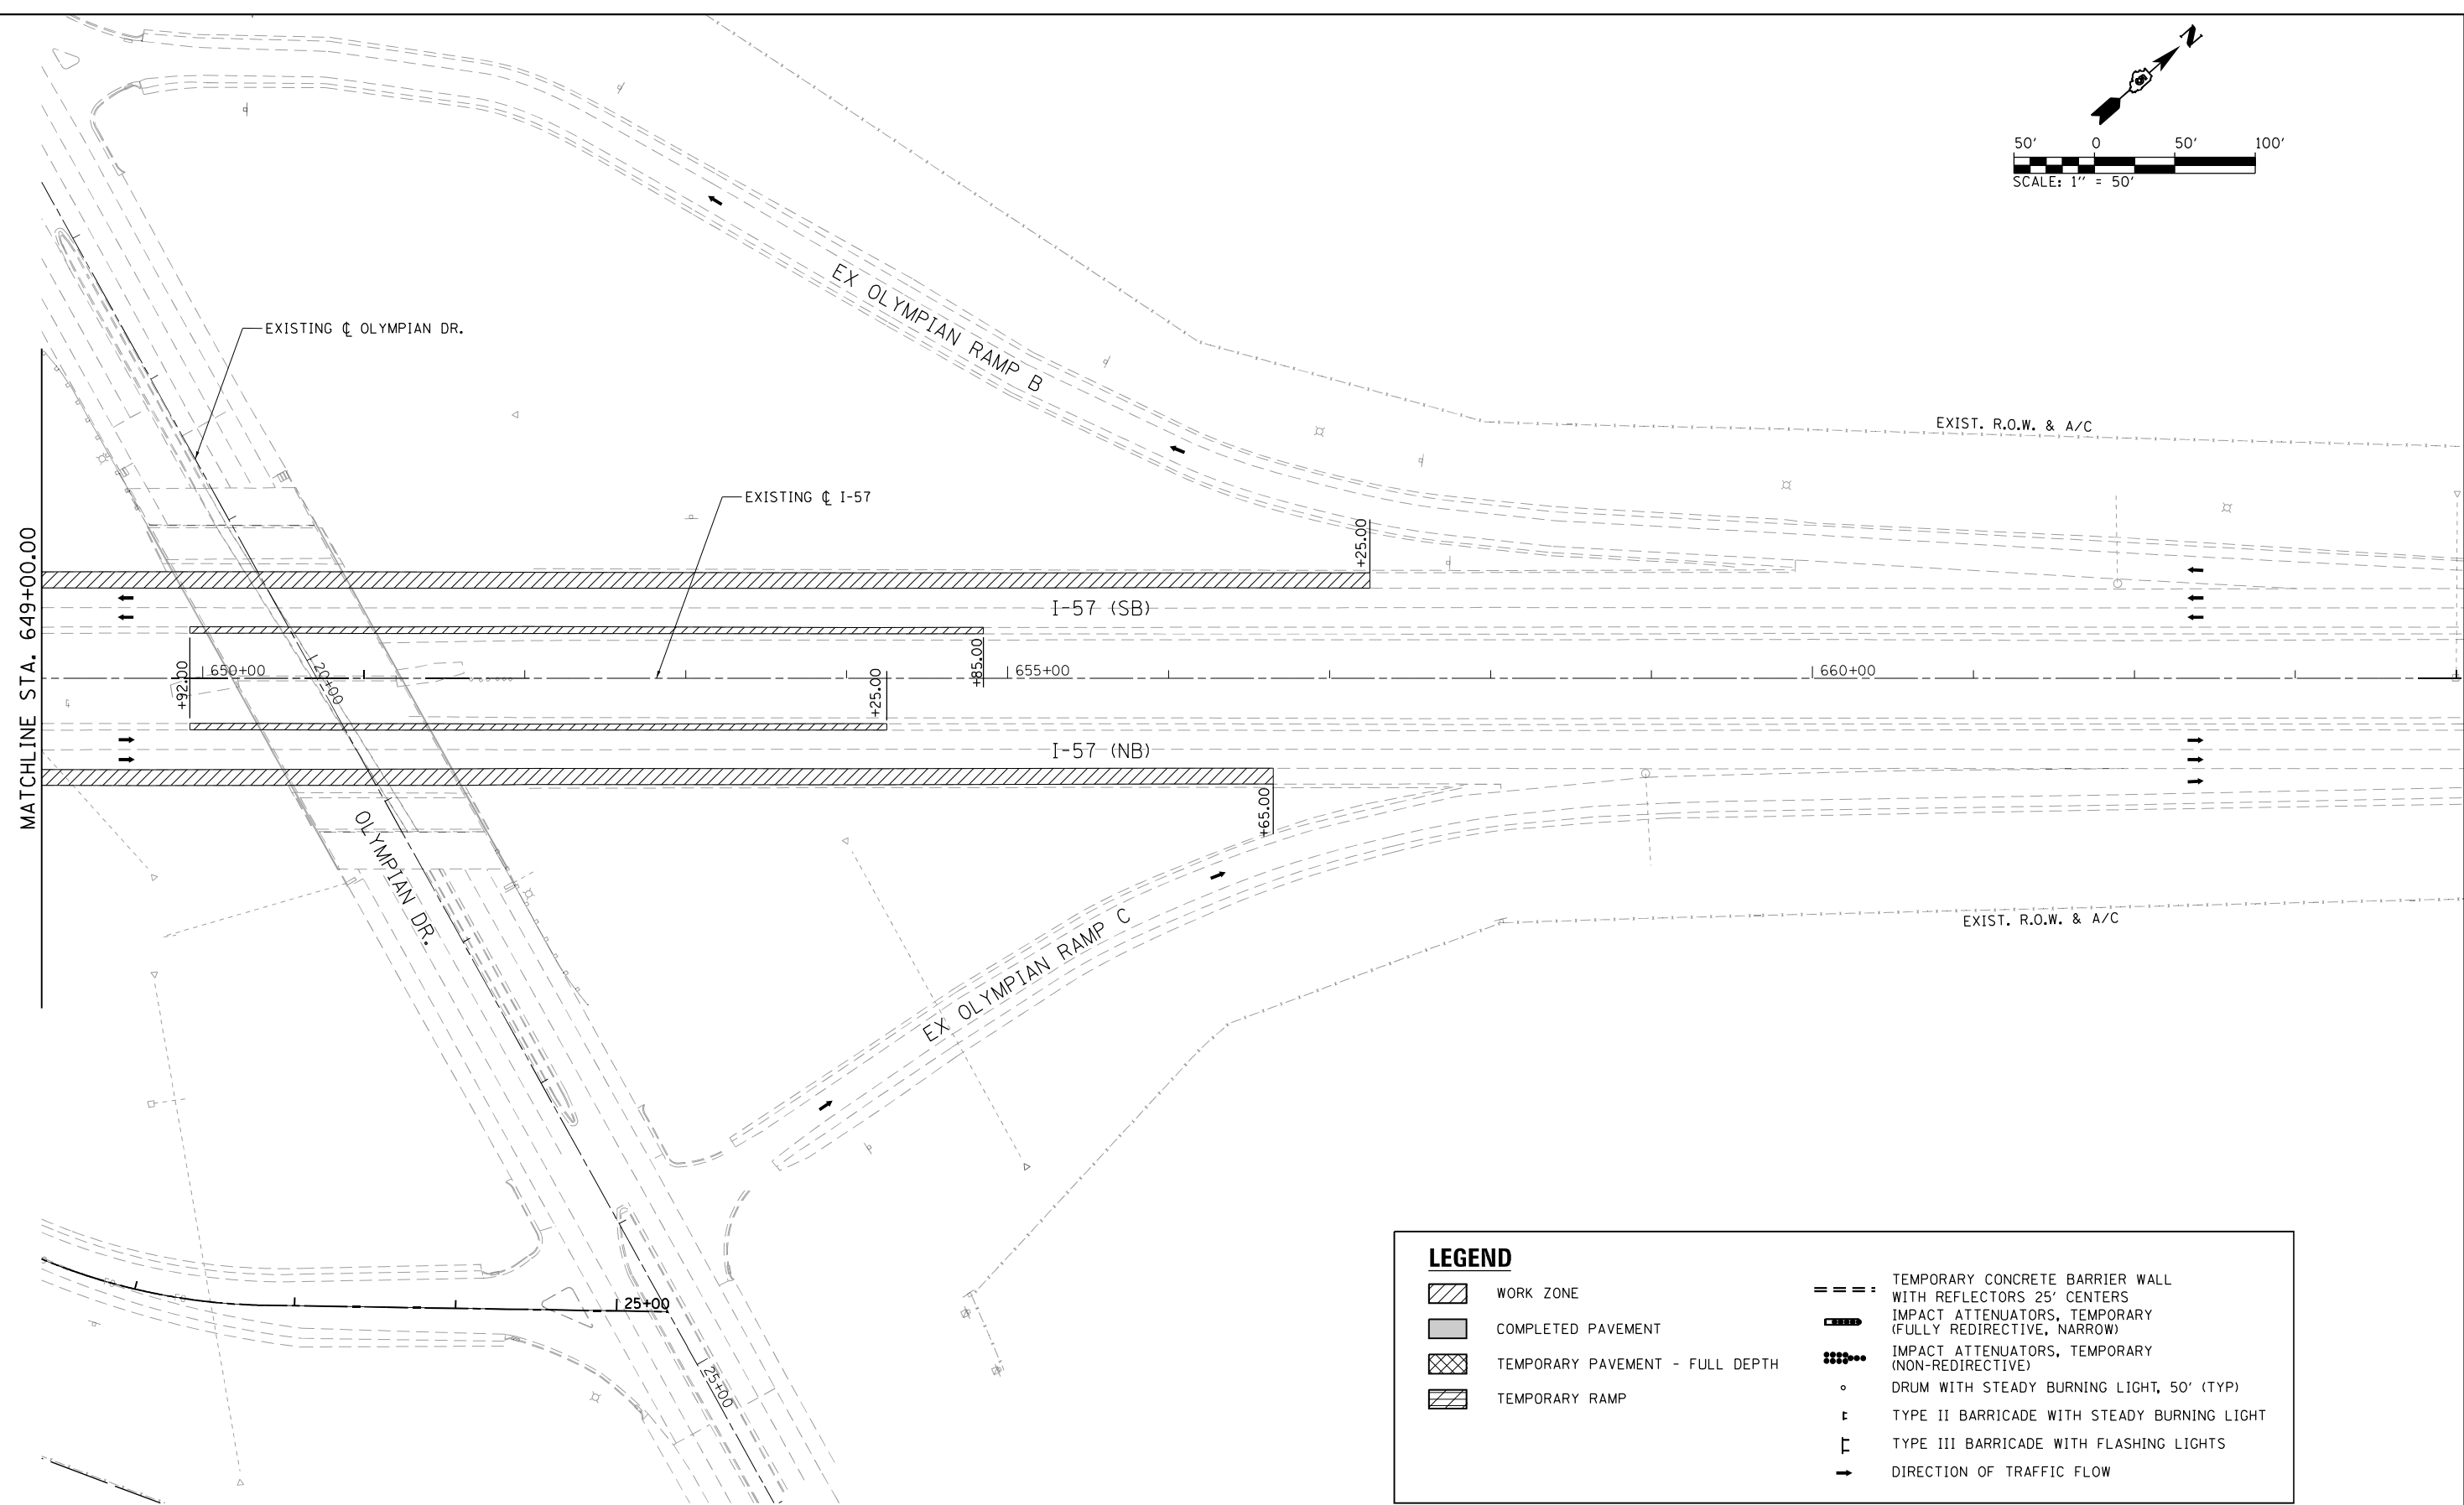 N
50' 0 50' 100'
SCALE: 1" = 50'
EX OLYMPIAN RAMP B
EXISTING ℄ OLYMPIAN DR.
EXIST. R.O.W. & A/C
EXISTING ℄ I-57
MATCHLINE STA. 649+00.00
+25.00
I-57 (SB)
+92.00
650+00
20+00
+25.00
+85.00
655+00
660+00
I-57 (NB)
+65.00
OLYMPIAN DR.
EX OLYMPIAN RAMP C
EXIST. R.O.W. & A/C
25+00
25+00
LEGEND
WORK ZONE
COMPLETED PAVEMENT
TEMPORARY PAVEMENT - FULL DEPTH
TEMPORARY RAMP
TEMPORARY CONCRETE BARRIER WALL
WITH REFLECTORS 25' CENTERS
IMPACT ATTENUATORS, TEMPORARY
(FULLY REDIRECTIVE, NARROW)
IMPACT ATTENUATORS, TEMPORARY
(NON-REDIRECTIVE)
DRUM WITH STEADY BURNING LIGHT, 50' (TYP)
TYPE II BARRICADE WITH STEADY BURNING LIGHT
TYPE III BARRICADE WITH FLASHING LIGHTS
DIRECTION OF TRAFFIC FLOW